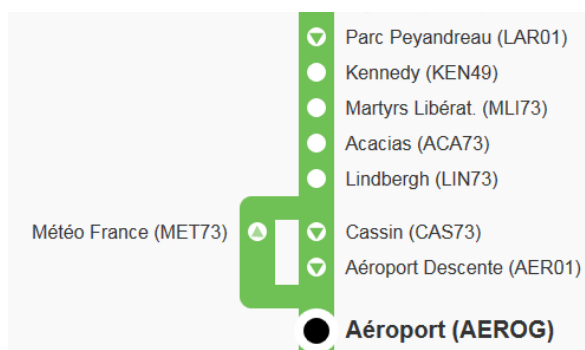 Parc Peyandreau (LAR01)
Kennedy (KEN49)
Martyrs Libérat. (MLI73)
Acacias (ACA73)
Lindbergh (LIN73)
Météo France (MET73)
Cassin (CAS73)
Aéroport Descente (AER01)
Aéroport (AEROG)